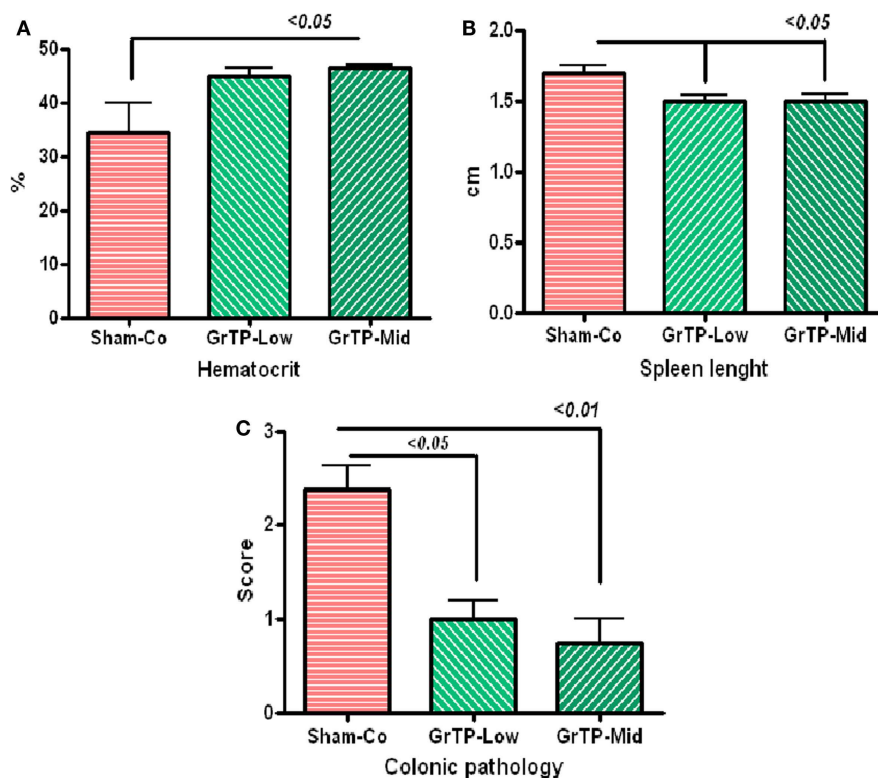 A
<0.05
%
50
40
30
20
10
0
Sham-Co GrTP-Low GrTP-Mid
Hematocrit
B
<0.05
cm
2.0
1.5
1.0
0.5
0.0
Sham-Co GrTP-Low GrTP-Mid
Spleen lenght
C
<0.01
<0.05
Score
3
2
1
0
Sham-Co GrTP-Low GrTP-Mid
Colonic pathology